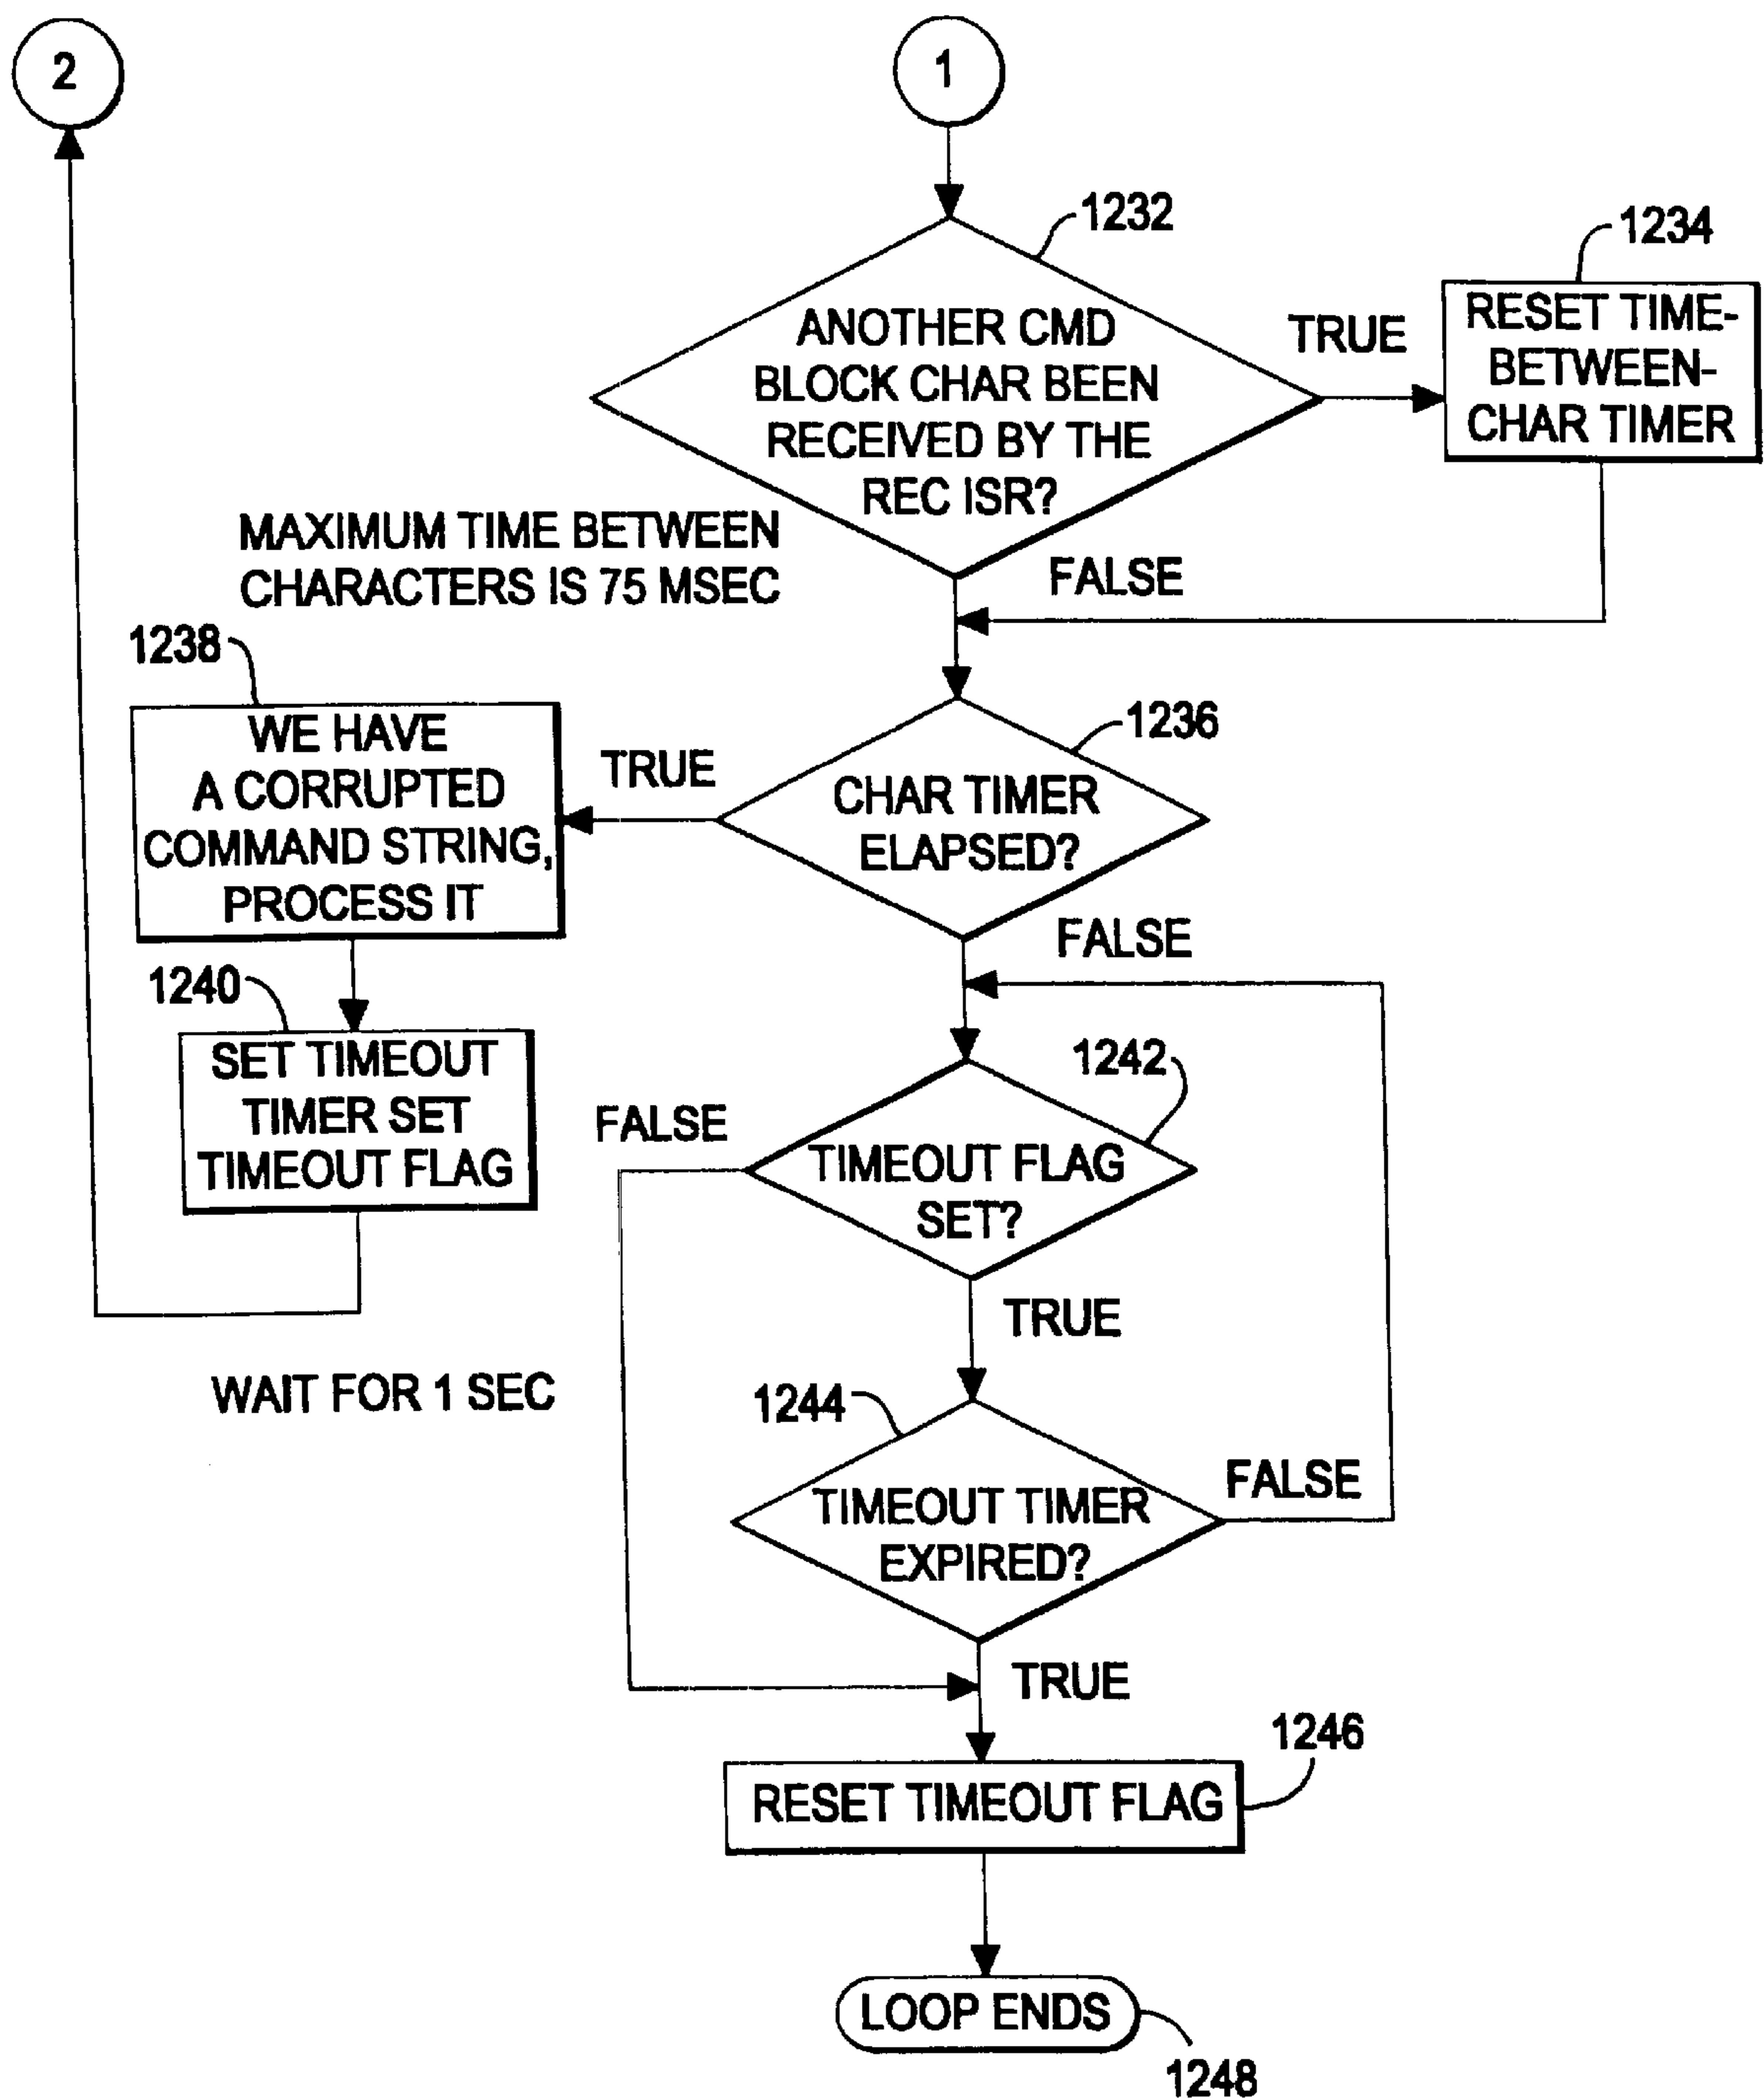 2
1
1232
1234
ANOTHER CMD
BLOCK CHAR BEEN
RECEIVED BY THE
REC ISR?
TRUE
RESET TIME-
BETWEEN-
CHAR TIMER
MAXIMUM TIME BETWEEN
CHARACTERS IS 75 MSEC
FALSE
1238
WE HAVE
A CORRUPTED
COMMAND STRING,
PROCESS IT
TRUE
1236
CHAR TIMER
ELAPSED?
FALSE
1240
SET TIMEOUT
TIMER SET
TIMEOUT FLAG
1242
FALSE
TIMEOUT FLAG
SET?
TRUE
WAIT FOR 1 SEC
1244
TIMEOUT TIMER
EXPIRED?
FALSE
TRUE
1246
RESET TIMEOUT FLAG
LOOP ENDS
1248